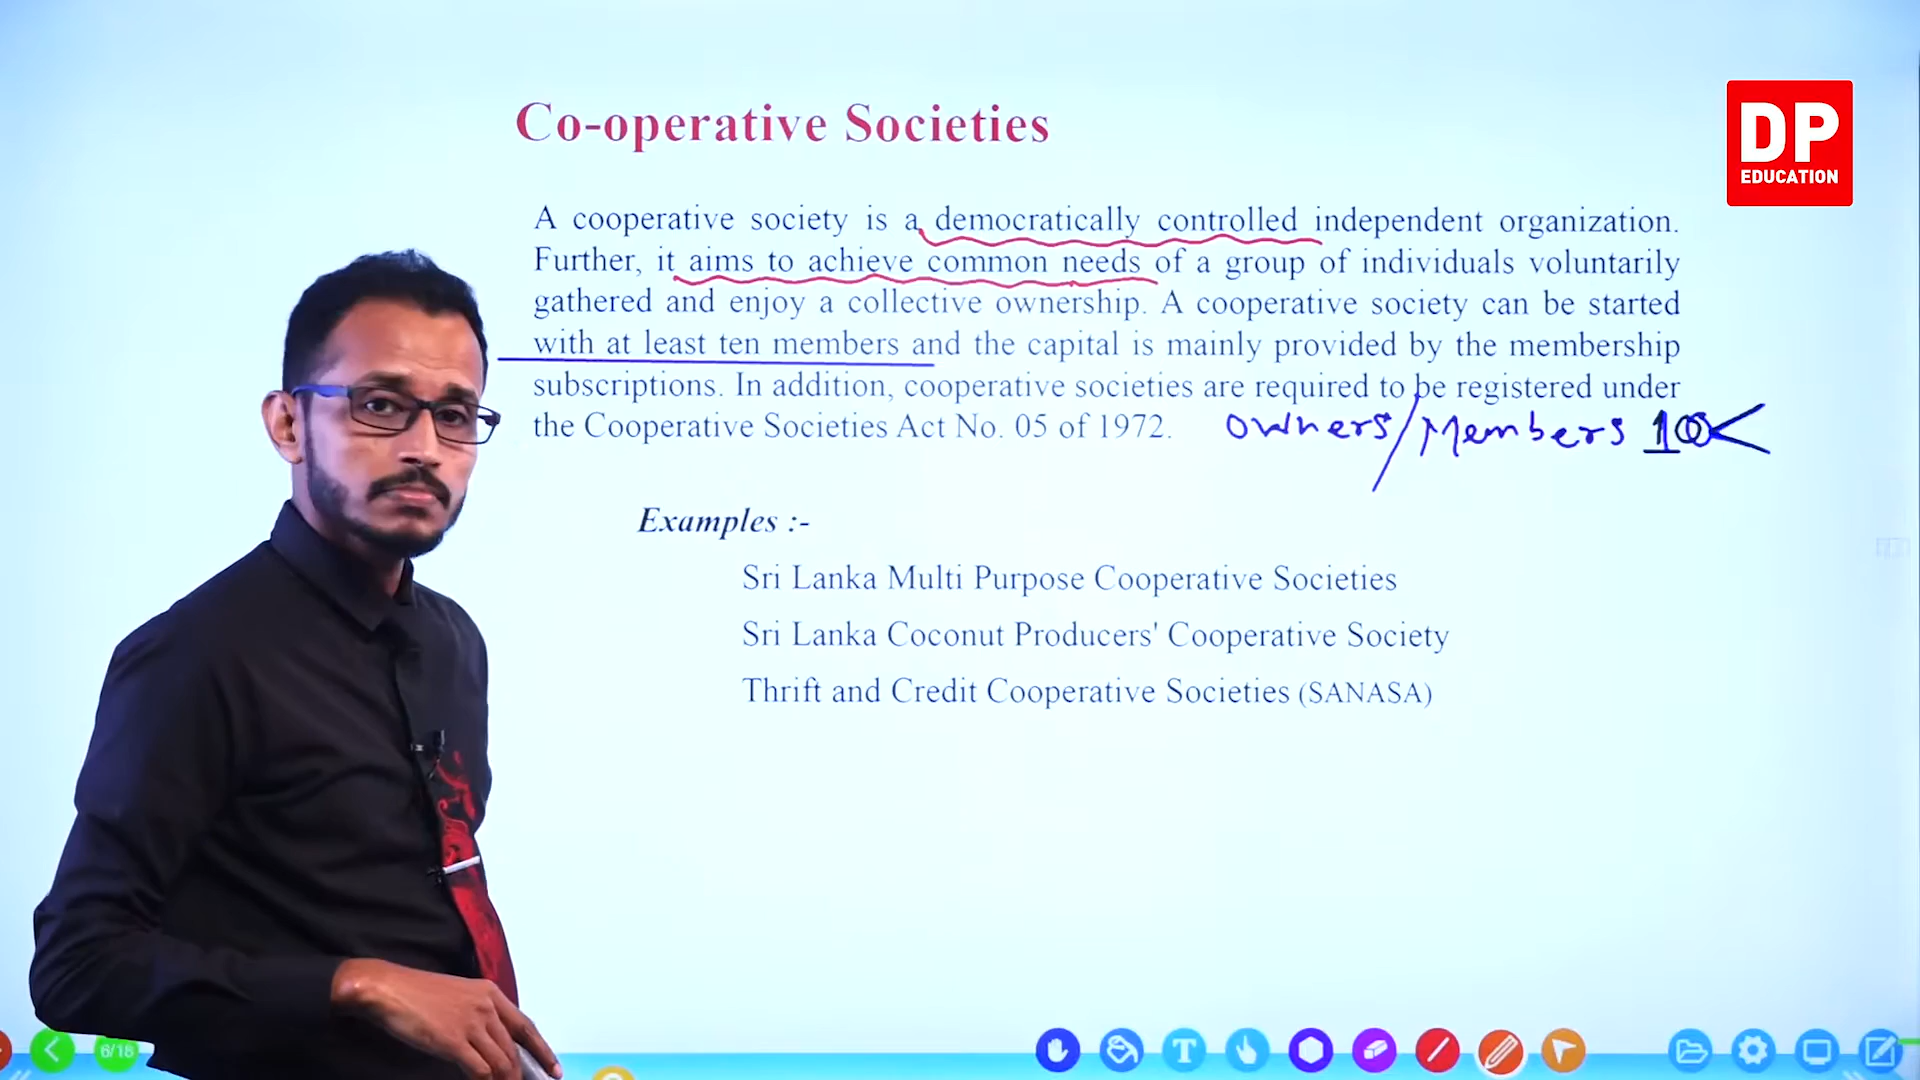 Co-operative Societies
DP
EDUCATION
A cooperative society is a democratically controlled independent organization.
Further, it aims to achieve common needs of a group of individuals voluntarily
gathered and enjoy a collective ownership. A cooperative society can be started
with at least ten members and the capital is mainly provided by the membership
subscriptions. In addition, cooperative societies are required to be registered under
the Cooperative Societies Act No. 05 of 1972.
Owners/Members 10<
Examples :-
Sri Lanka Multi Purpose Cooperative Societies
Sri Lanka Coconut Producers' Cooperative Society
Thrift and Credit Cooperative Societies (SANASA)
6/16
T